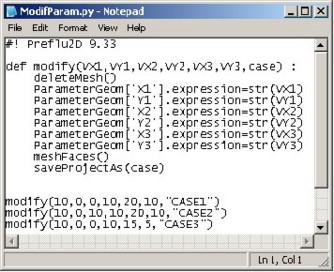 ModifParam.py - Notepad
File Edit Format View Help
#! Preflu2D 9.33
def modify(VX1,VY1,VX2,VY2,VX3,VY3,case) :
deleteMesh()
ParameterGeom['X1'].expression=str(VX1)
ParameterGeom['Y1'].expression=str(VY1)
ParameterGeom['X2'].expression=str(VX2)
ParameterGeom['Y2'].expression=str(VY2)
ParameterGeom['X3'].expression=str(VX3)
ParameterGeom['Y3'].expression=str(VY3)
meshFaces()
saveProjectAs(case)
modify(10,0,0,10,20,10,"CASE1")
modify(10,0,10,10,20,10,"CASE2")
modify(10,0,0,10,15,5,"CASE3")
Ln 1, Col 1